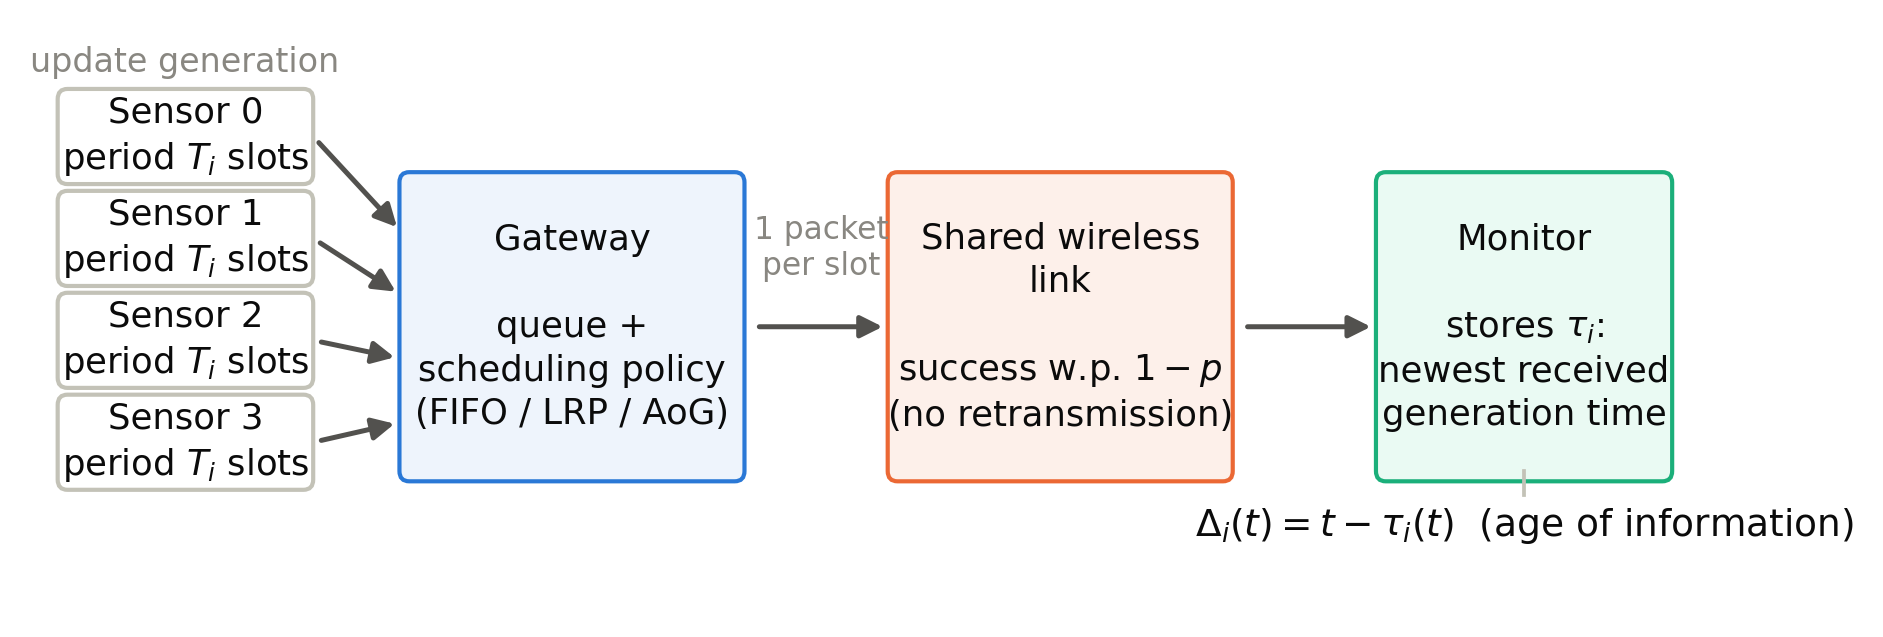 update generation
Sensor 0
period Tᵢ slots
Sensor 1
period Tᵢ slots
Sensor 2
period Tᵢ slots
Sensor 3
period Tᵢ slots
Gateway
queue +
scheduling policy
(FIFO / LRP / AoG)
1 packet
per slot
Shared wireless
link
success w.p. 1 − p
(no retransmission)
Monitor
stores τᵢ:
newest received
generation time
Δᵢ(t) = t − τᵢ(t) (age of information)